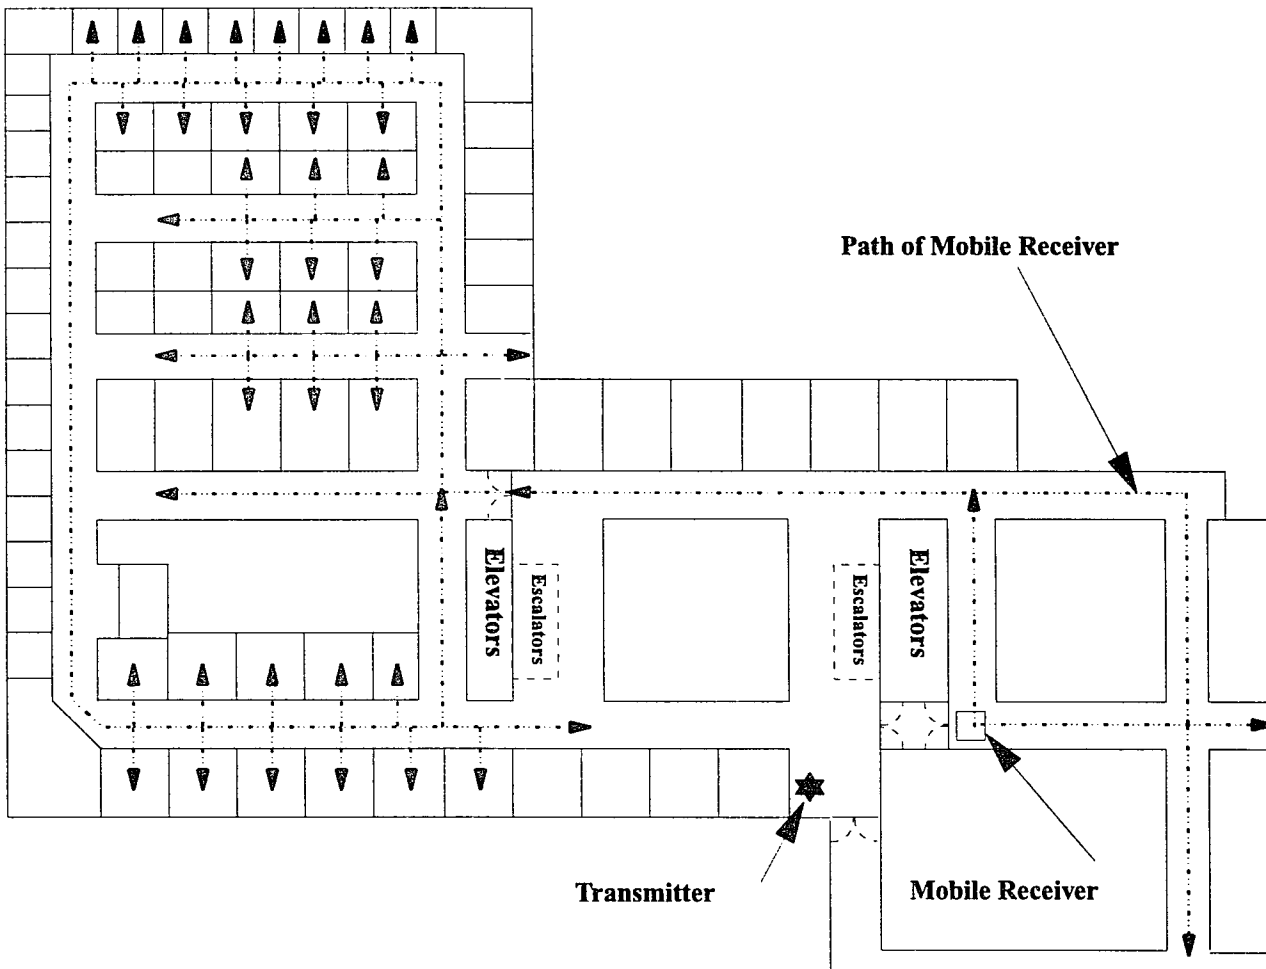 Path of Mobile Receiver
Elevators
Escalators
Escalators
Elevators
Transmitter
Mobile Receiver